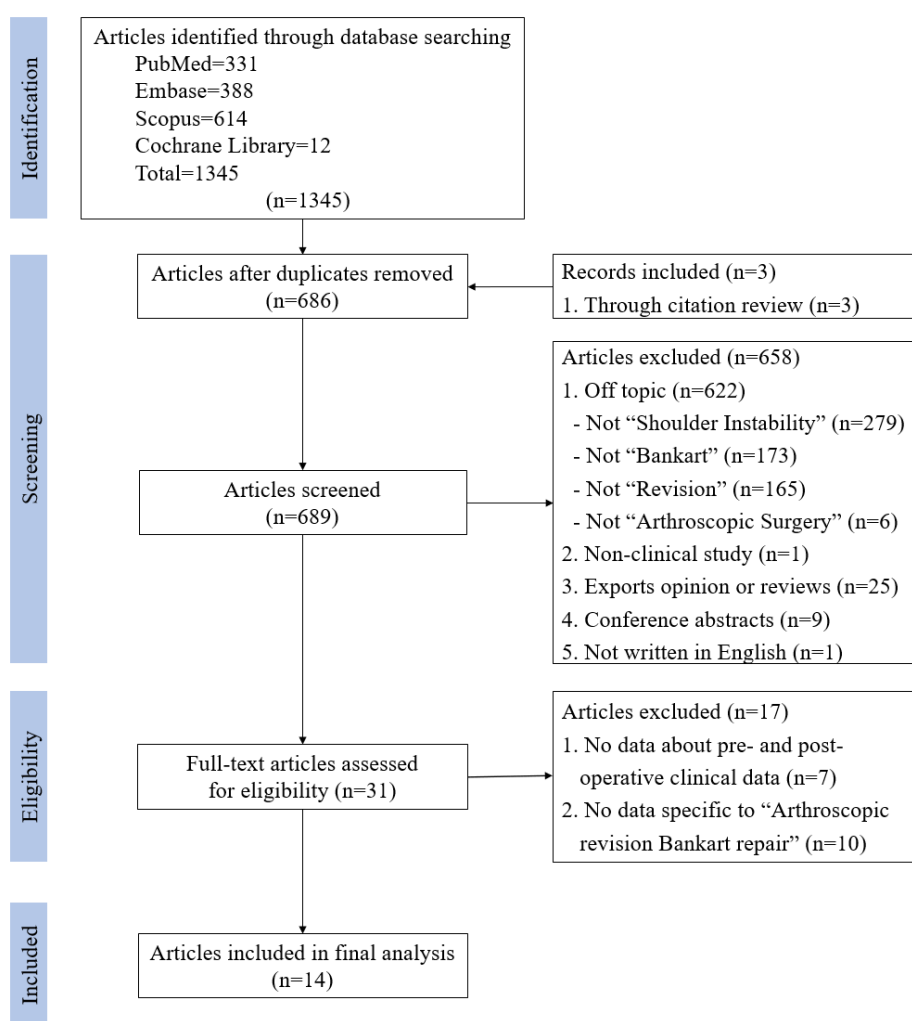 Identification
Articles identified through database searching
PubMed=331
Embase=388
Scopus=614
Cochrane Library=12
Total=1345
(n=1345)
Screening
Articles after duplicates removed
(n=686)
Records included (n=3)
1. Through citation review (n=3)
Articles screened
(n=689)
Articles excluded (n=658)
1. Off topic (n=622)
- Not “Shoulder Instability” (n=279)
- Not “Bankart” (n=173)
- Not “Revision” (n=165)
- Not “Arthroscopic Surgery” (n=6)
2. Non-clinical study (n=1)
3. Exports opinion or reviews (n=25)
4. Conference abstracts (n=9)
5. Not written in English (n=1)
Eligibility
Full-text articles assessed
for eligibility (n=31)
Articles excluded (n=17)
1. No data about pre- and post-
operative clinical data (n=7)
2. No data specific to “Arthroscopic
revision Bankart repair” (n=10)
Included
Articles included in final analysis
(n=14)